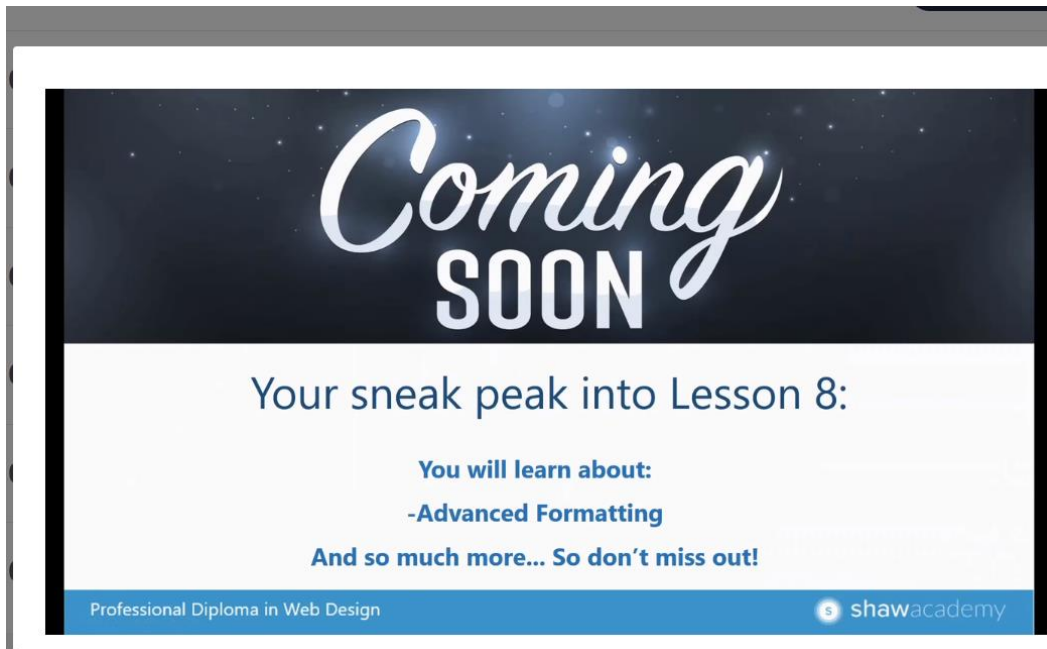 Coming
SOON
Your sneak peak into Lesson 8:
You will learn about:
-Advanced Formatting
And so much more... So don't miss out!
Professional Diploma in Web Design
s shawacademy